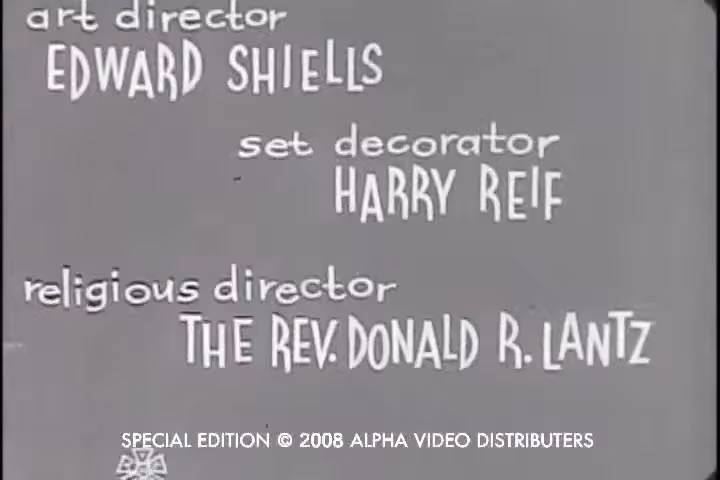 art director
EDWARD SHIELLS
set decorator
HARRY REIF
religious director
THE REV. DONALD R. LANTZ
SPECIAL EDITION © 2008 ALPHA VIDEO DISTRIBUTERS